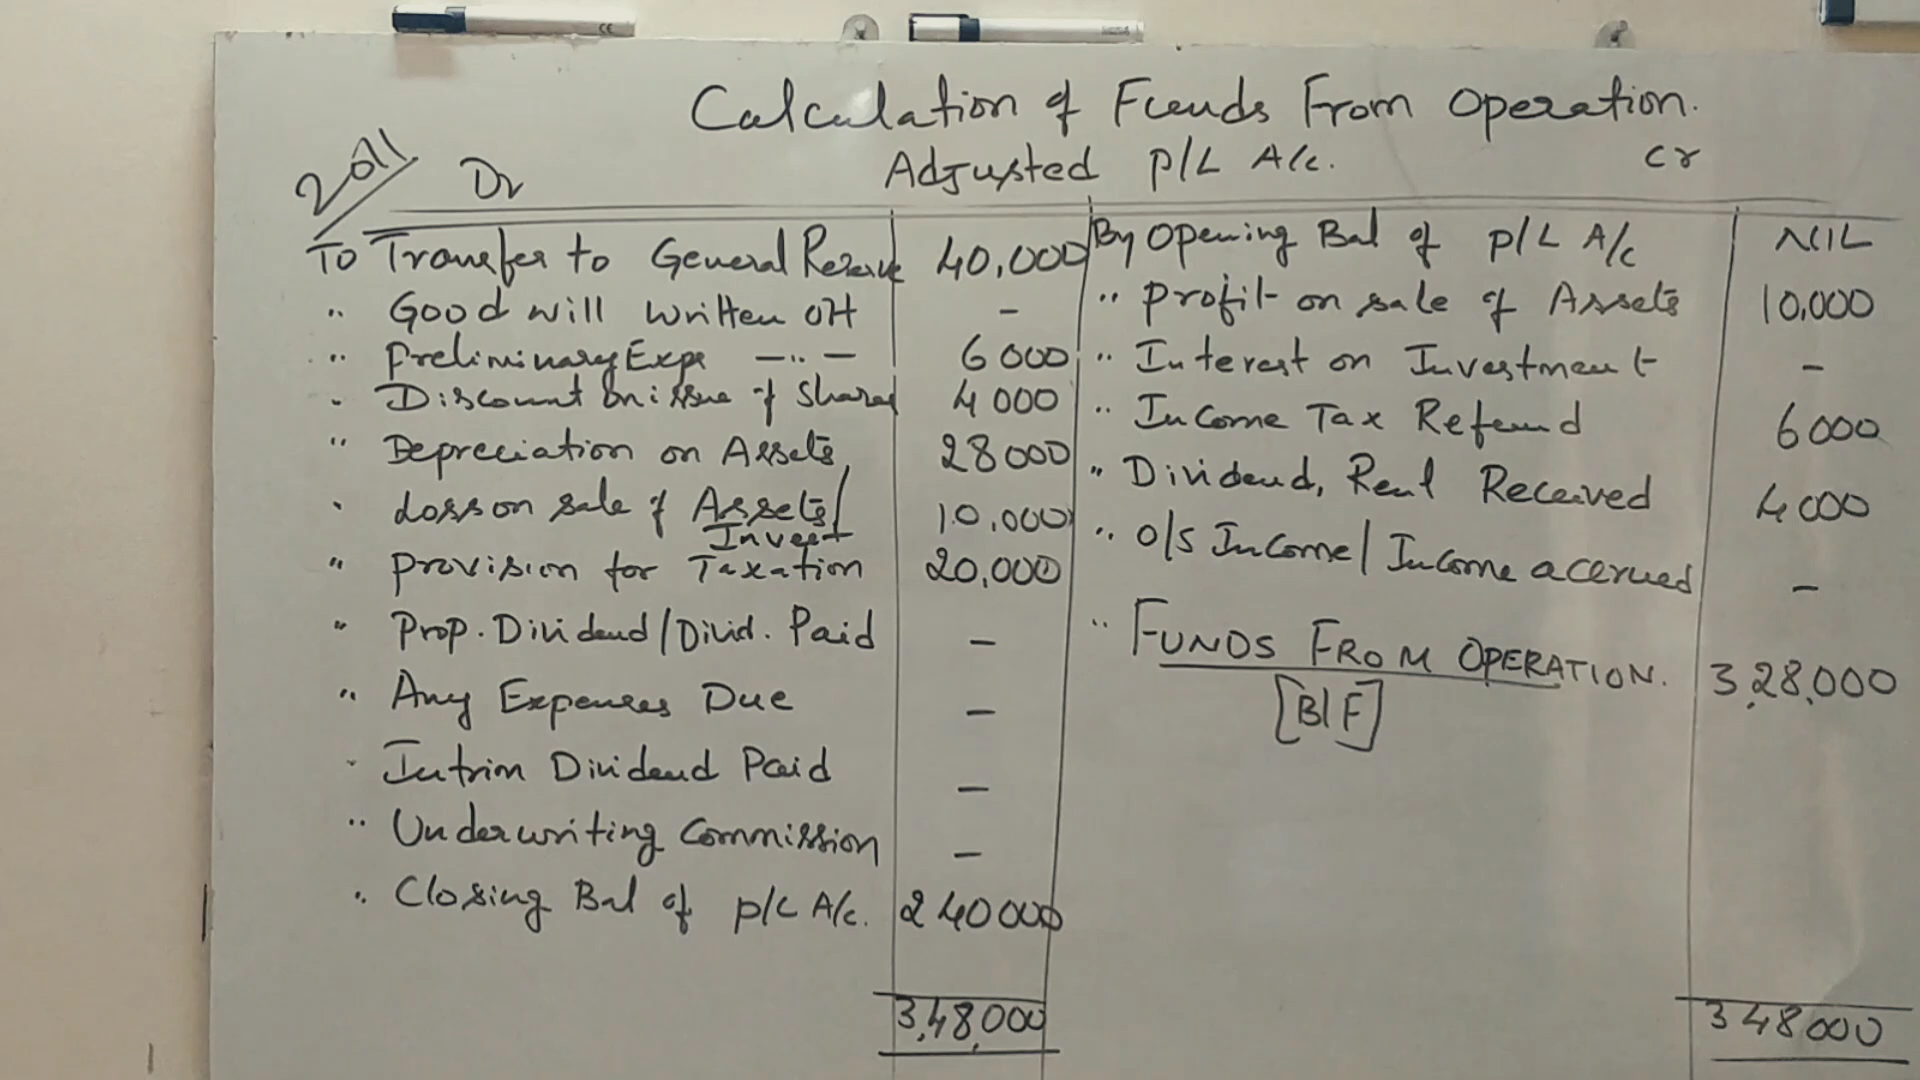 Calculation of Funds From Operation.
2011 Dr Adjusted P/L A/c. Cr
To Transfer to General Reserve 40,000
" Good will written off -
" Preliminary Exps —"— 6000
" Discount on issue of Shares 4000
" Depreciation on Assets 28000
" Loss on sale of Assets/ Invest 10,000
" Provision for Taxation 20,000
" Prop. Dividend/Divid. Paid -
" Any Expenses Due -
" Intrim Dividend Paid -
" Underwriting Commission -
" Closing Bal of P/L A/c. 240000
3,48,000
By Opening Bal of P/L A/c NIL
" Profit on sale of Assets 10,000
" Interest on Investment -
" Income Tax Refund 6000
" Dividend, Rent Received 4000
" O/S Income/Income accrued -
" FUNDS FROM OPERATION. 3,28,000
[B/F]
348000